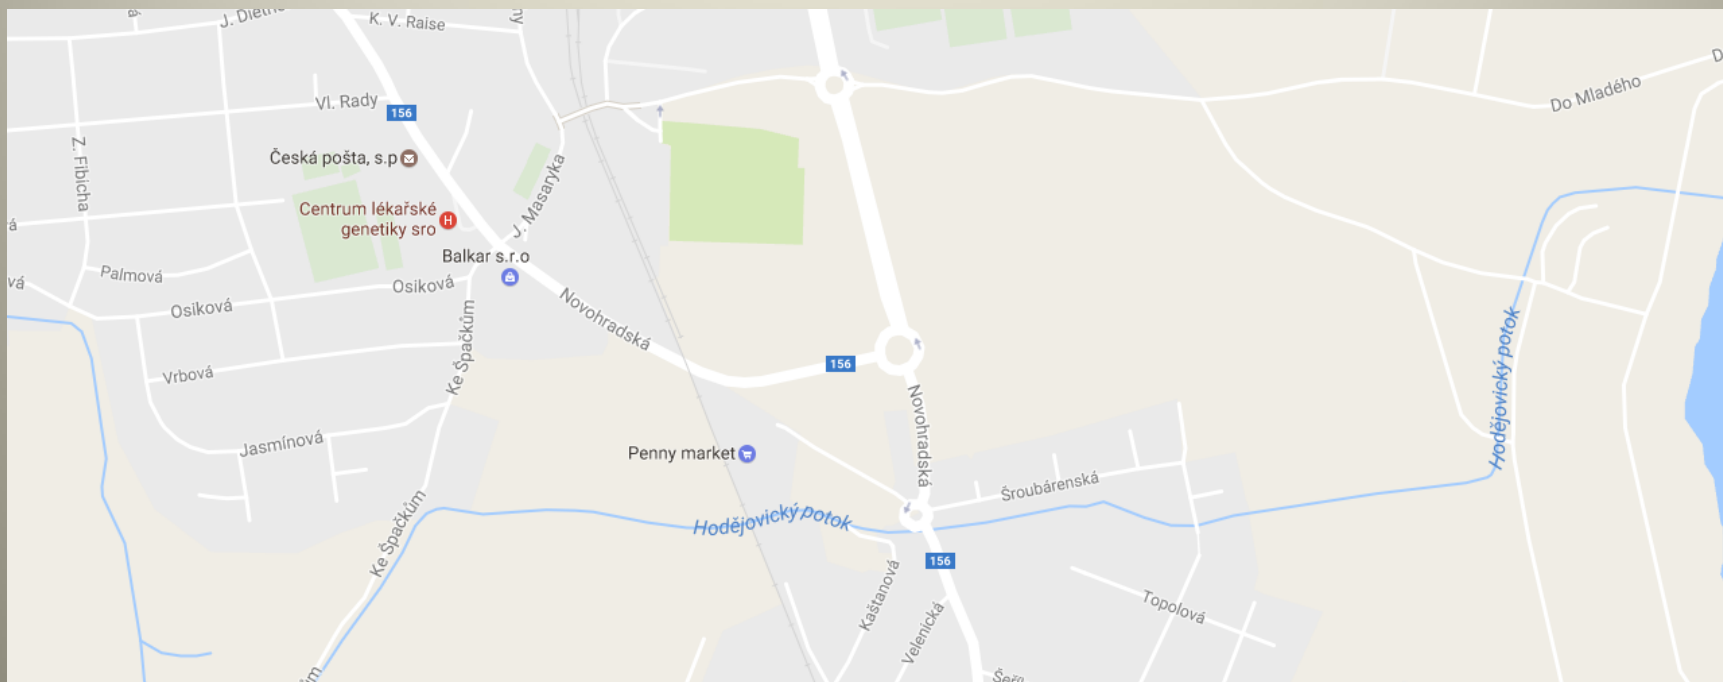 J. Dietric
K. V. Raise
Vl. Rady
156
Z. Fibicha
Česká pošta, s.p
J. Masaryka
Do Mladého
Centrum lékařské
genetiky sro
Balkar s.r.o
Palmová
Osiková
Osiková
Novohradská
Ke Špačkům
Vrbová
156
Novohradská
Hodějovický potok
Jasmínová
Penny market
Šroubárenská
Hodějovický potok
Ke Špačkům
156
Kaštanová
Velenická
Topolová